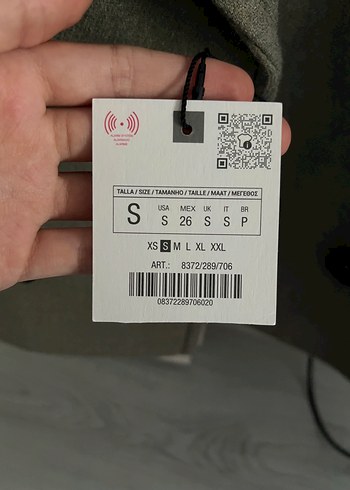 TALLA / SIZE / TAMANHO / TAILLE / MAAT / ΜΕΓΕΘΟΣ
S
USA MEX UK IT BR
S 26 S S P
XS S M L XL XXL
ART.: 8372/289/706
08372289706020